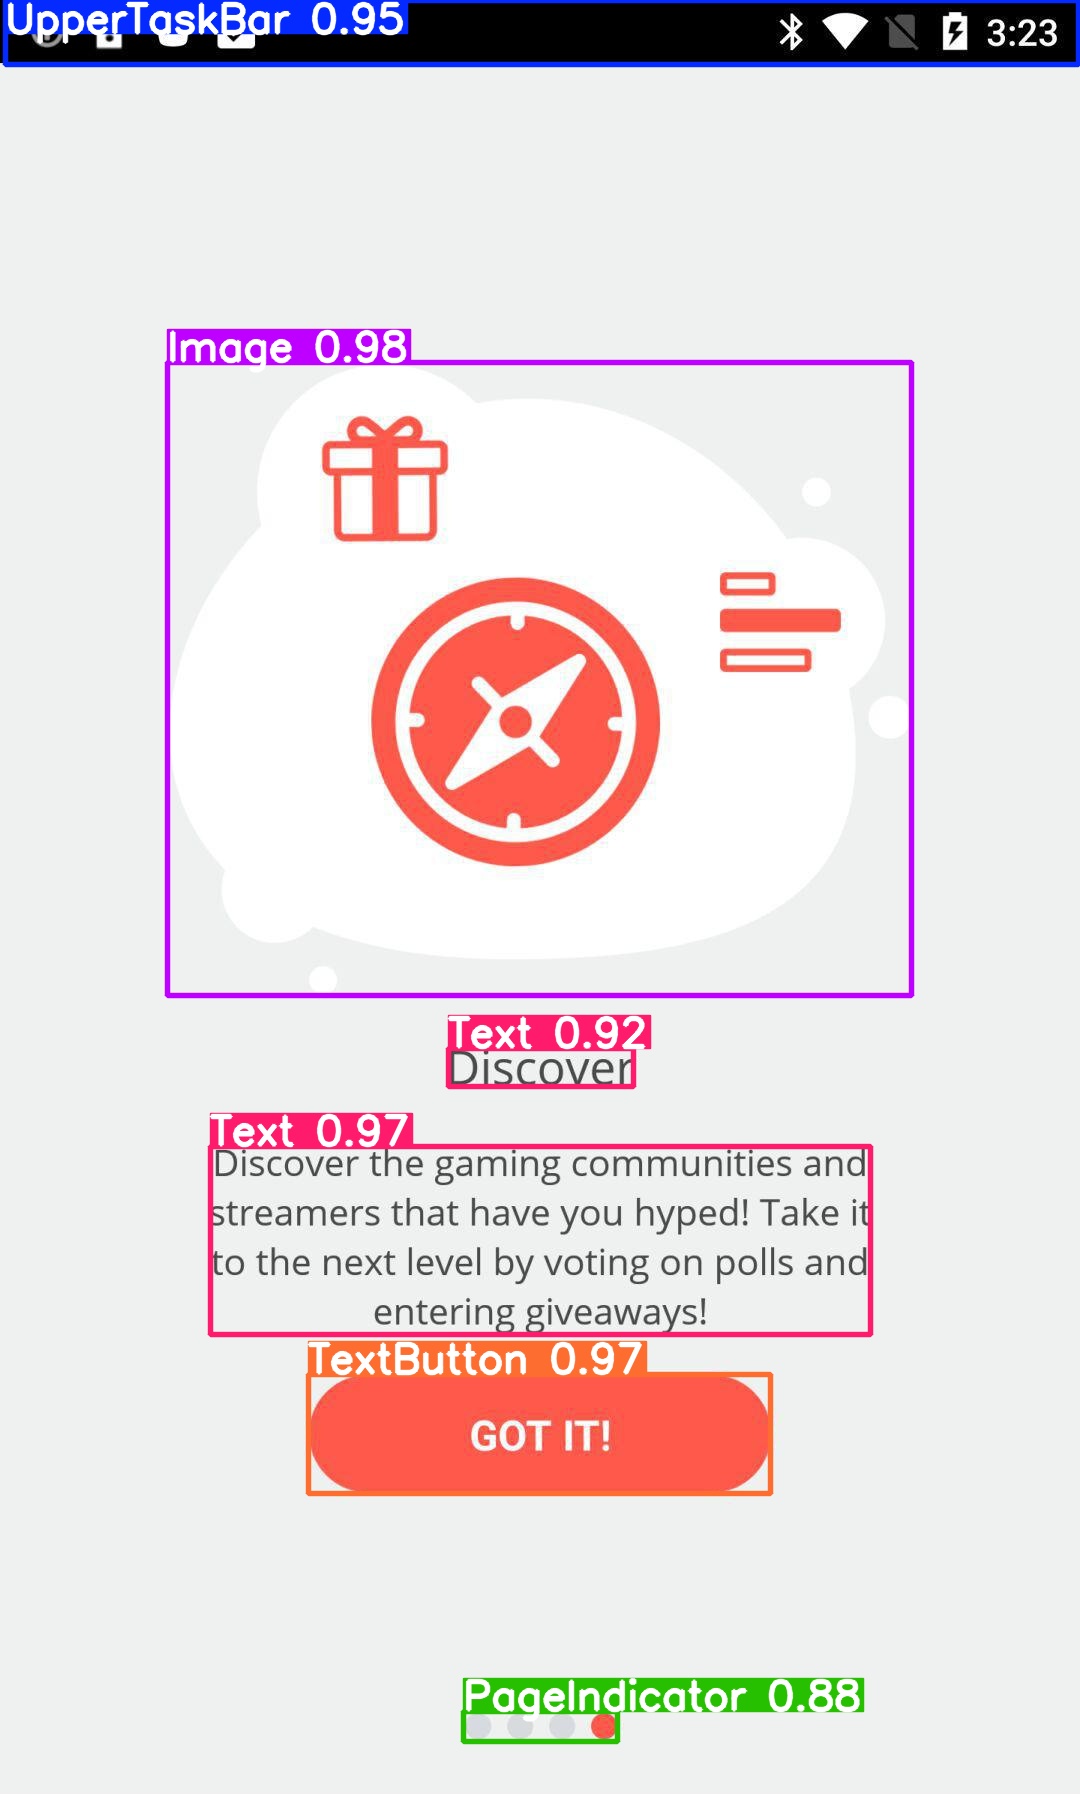 UpperTaskBar 0.95
3:23
Image 0.98
Text 0.92
Discover
Text 0.97
Discover the gaming communities and
streamers that have you hyped! Take it
to the next level by voting on polls and
entering giveaways!
TextButton 0.97
GOT IT!
PageIndicator 0.88